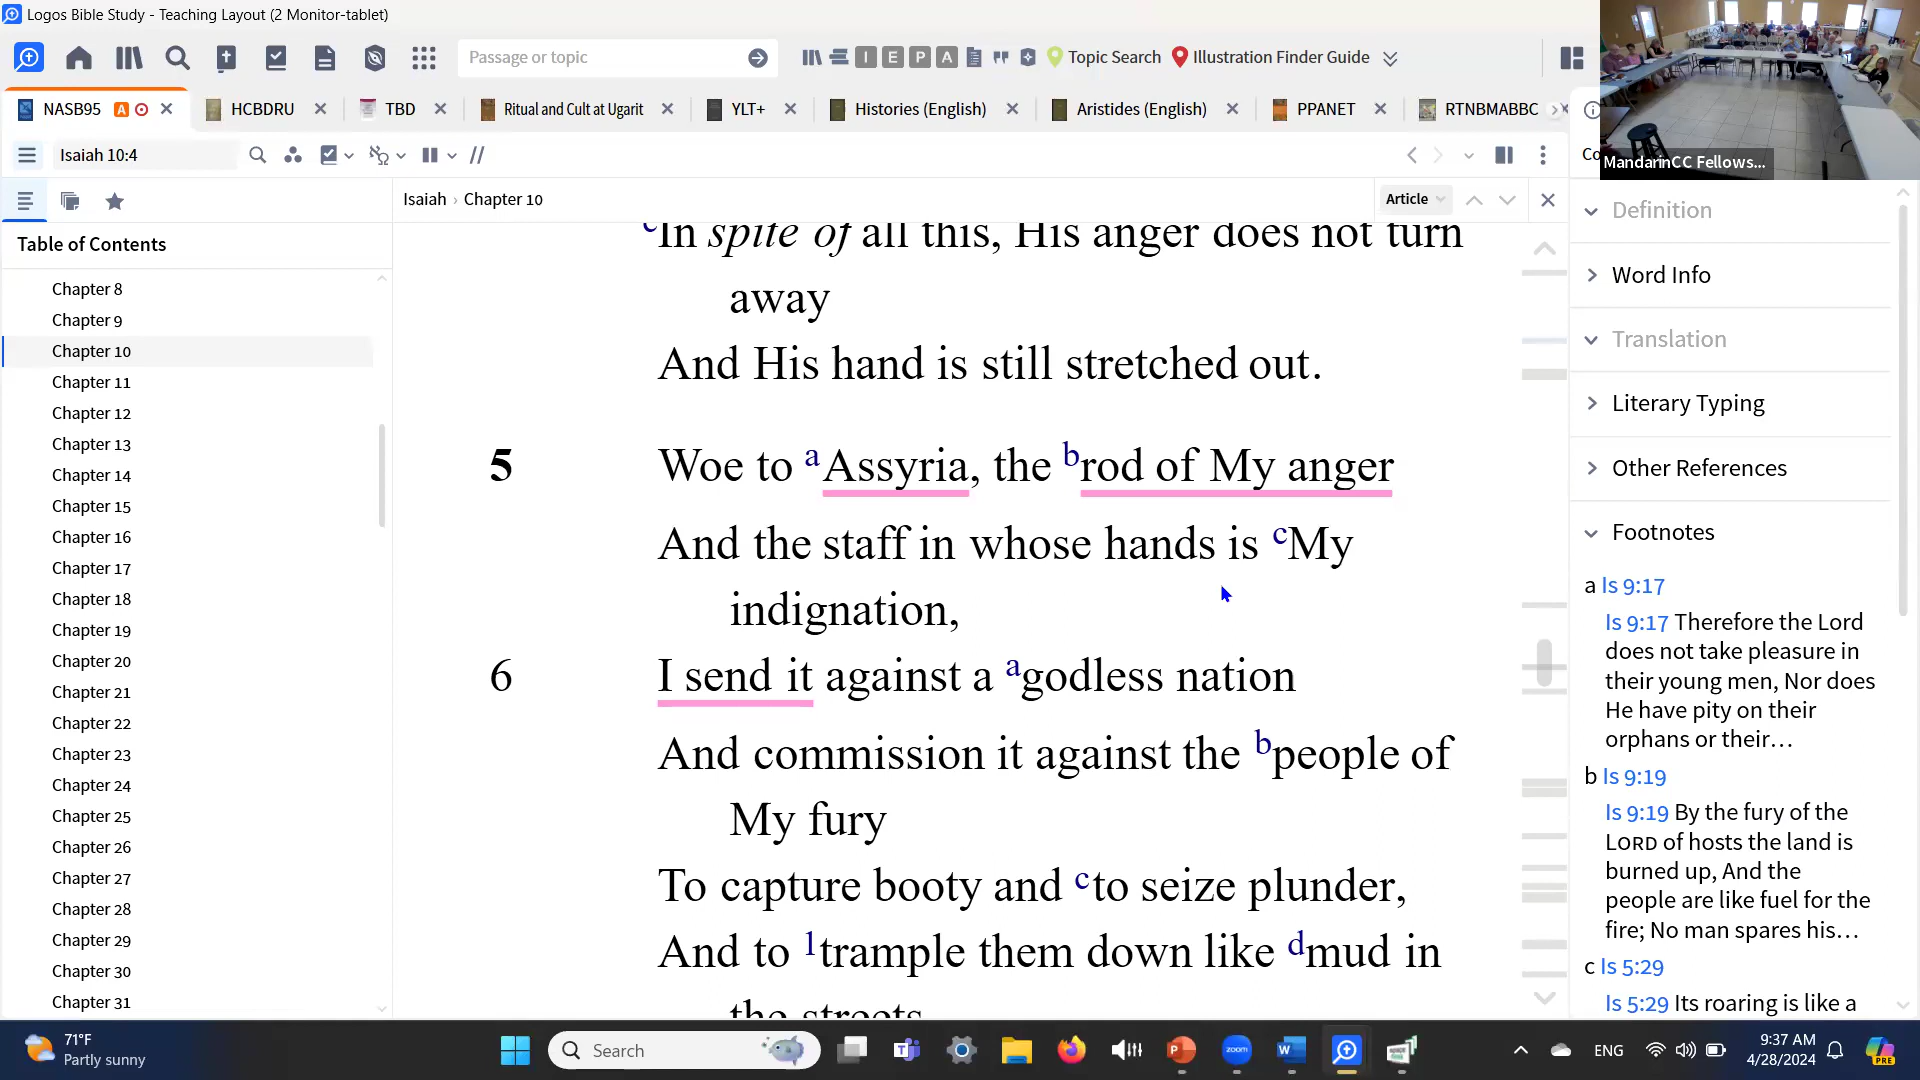 Logos Bible Study - Teaching Layout (2 Monitor-tablet)
Passage or topic
I E P A
Topic Search
Illustration Finder Guide
NASB95 A
HCBDRU
TBD
Ritual and Cult at Ugarit
YLT+
Histories (English)
Aristides (English)
PPANET
RTNBMABBC
Isaiah 10:4
Co
MandarinCC Fellows...
Isaiah › Chapter 10
Article
Table of Contents
Chapter 8
Chapter 9
Chapter 10
Chapter 11
Chapter 12
Chapter 13
Chapter 14
Chapter 15
Chapter 16
Chapter 17
Chapter 18
Chapter 19
Chapter 20
Chapter 21
Chapter 22
Chapter 23
Chapter 24
Chapter 25
Chapter 26
Chapter 27
Chapter 28
Chapter 29
Chapter 30
Chapter 31
cIn spite of all this, His anger does not turn
away
And His hand is still stretched out.
5 Woe to aAssyria, the brod of My anger
And the staff in whose hands is cMy
indignation,
6 I send it against a agodless nation
And commission it against the bpeople of
My fury
To capture booty and cto seize plunder,
And to 1trample them down like dmud in
the streets
Definition
Word Info
Translation
Literary Typing
Other References
Footnotes
a Is 9:17
Is 9:17 Therefore the Lord
does not take pleasure in
their young men, Nor does
He have pity on their
orphans or their…
b Is 9:19
Is 9:19 By the fury of the
LORD of hosts the land is
burned up, And the
people are like fuel for the
fire; No man spares his…
c Is 5:29
Is 5:29 Its roaring is like a
71°F
Partly sunny
Search
zoom
ENG
9:37 AM
4/28/2024
PRE